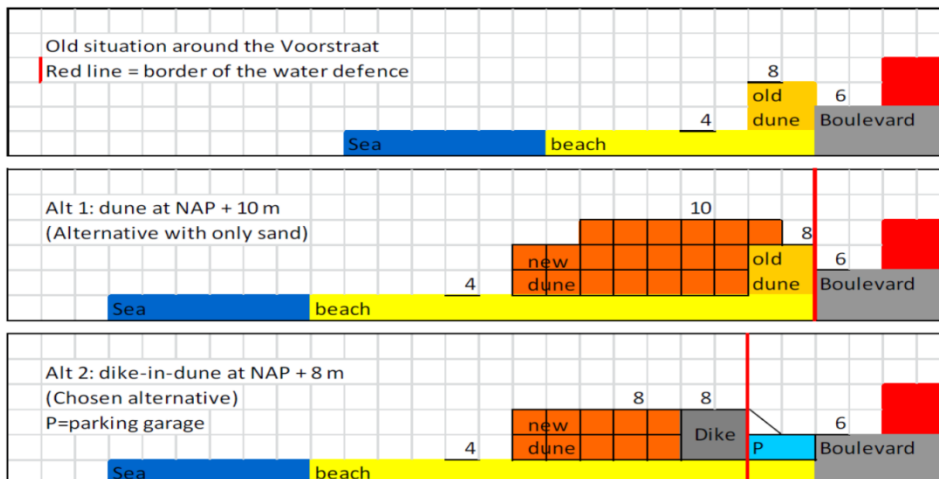 Old situation around the Voorstraat
Red line = border of the water defence
8
old
6
4
dune
Boulevard
Sea
beach
Alt 1: dune at NAP + 10 m
10
(Alternative with only sand)
8
new
old
6
4
dune
dune
Boulevard
Sea
beach
Alt 2: dike-in-dune at NAP + 8 m
(Chosen alternative)
8
8
P=parking garage
new
6
Dike
4
dune
P
Boulevard
Sea
beach